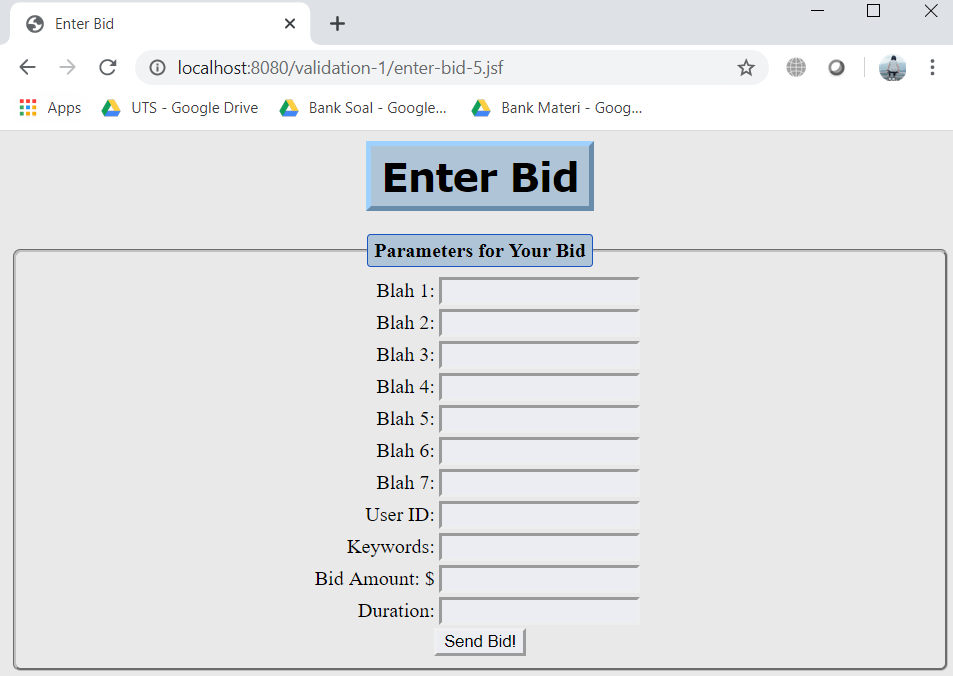 Enter Bid
localhost:8080/validation-1/enter-bid-5.jsf
Apps UTS - Google Drive Bank Soal - Google... Bank Materi - Goog...
Enter Bid
Parameters for Your Bid
Blah 1:
Blah 2:
Blah 3:
Blah 4:
Blah 5:
Blah 6:
Blah 7:
User ID:
Keywords:
Bid Amount: $
Duration:
Send Bid!